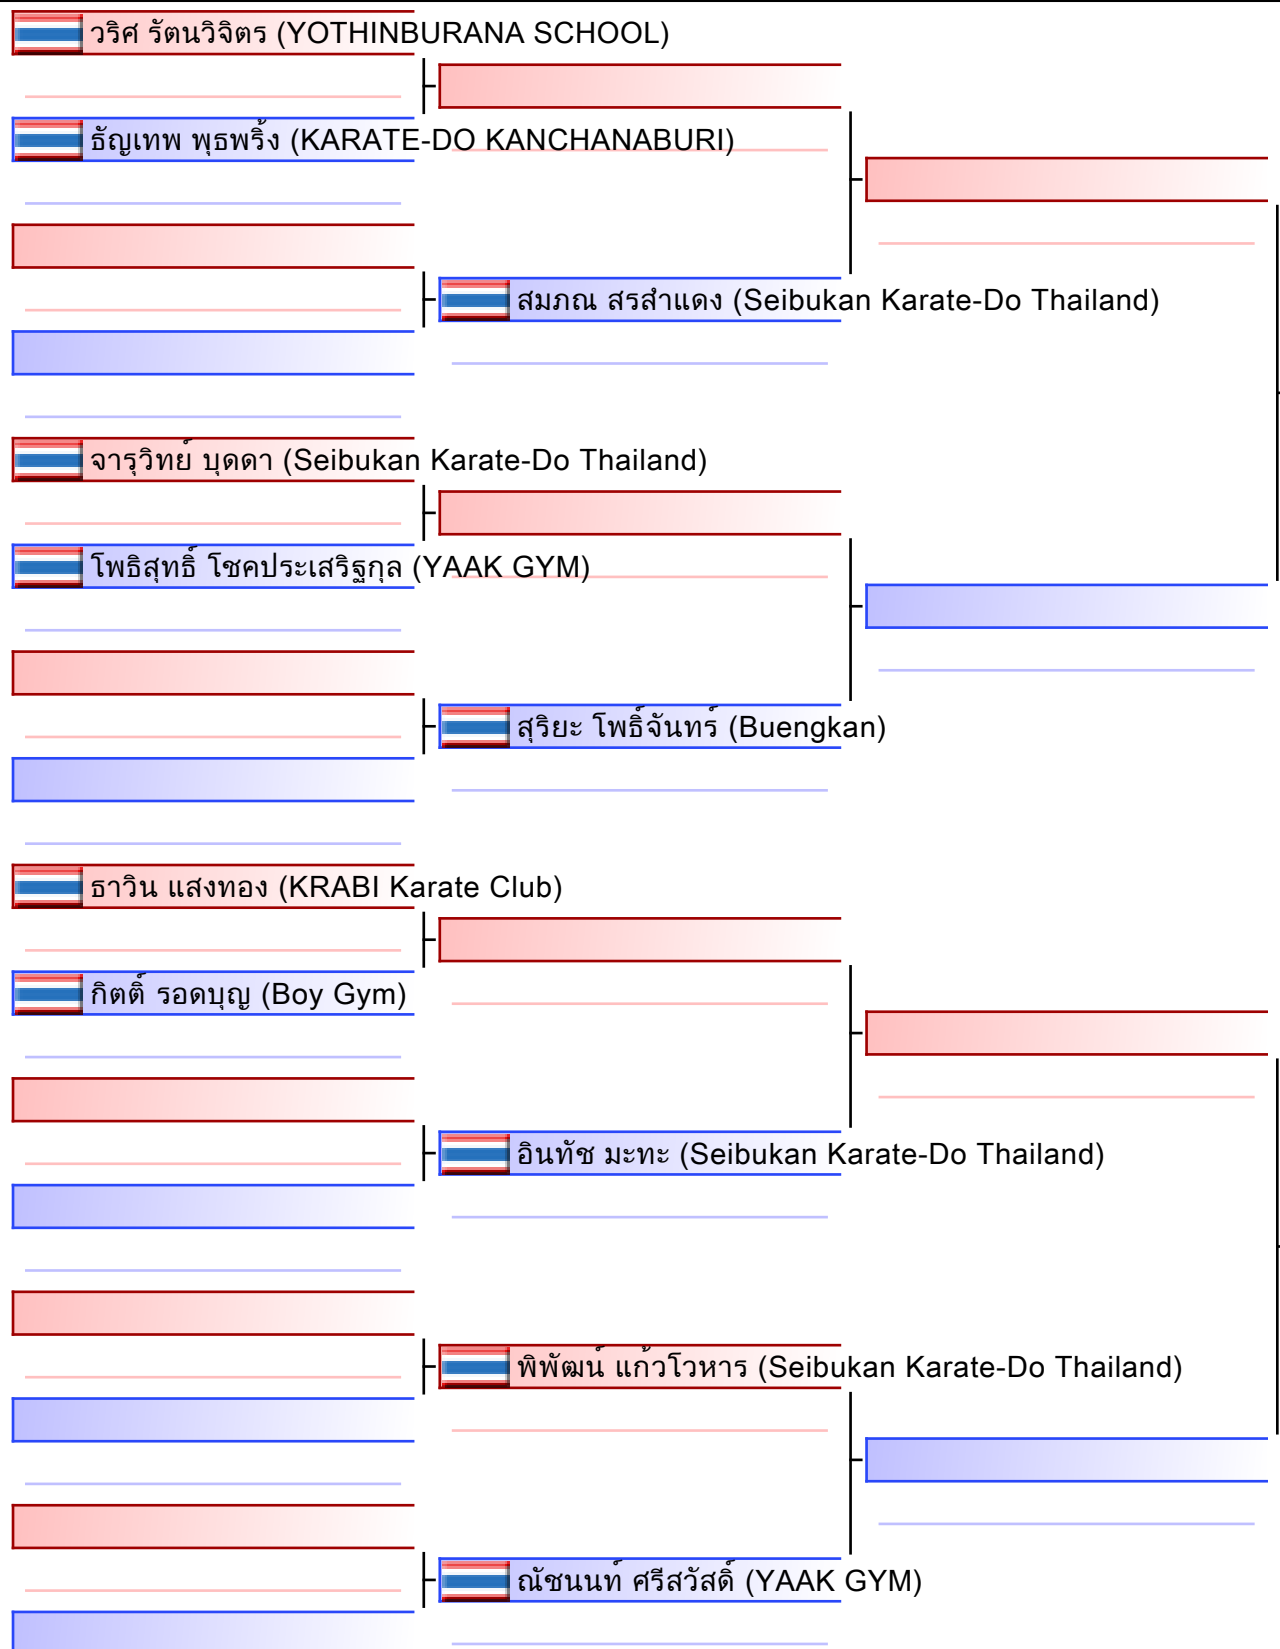 วริศ รัตนวิจิตร (YOTHINBURANA SCHOOL)
ธัญเทพ พุธพริ้ง (KARATE-DO KANCHANABURI)
สมภณ สรสำแดง (Seibukan Karate-Do Thailand)
จารุวิทย์ บุดดา (Seibukan Karate-Do Thailand)
โพธิสุทธิ์ โชคประเสริฐกุล (YAAK GYM)
สุริยะ โพธิ์จันทร์ (Buengkan)
ธาวิน แสงทอง (KRABI Karate Club)
กิตติ์ รอดบุญ (Boy Gym)
อินทัช มะทะ (Seibukan Karate-Do Thailand)
พิพัฒน์ แก้วโวหาร (Seibukan Karate-Do Thailand)
ณัชนนท์ ศรีสวัสดิ์ (YAAK GYM)